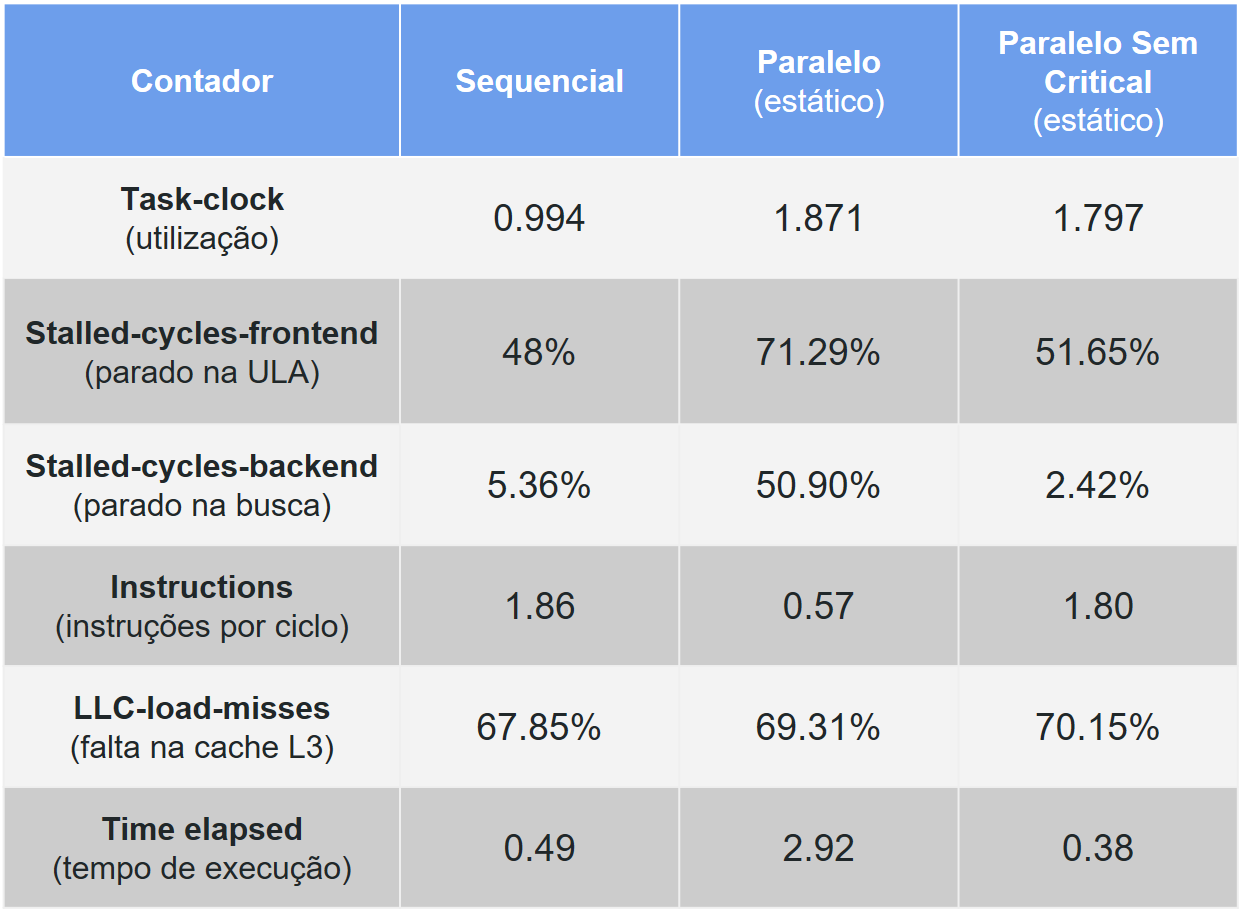 Contador
Sequencial
Paralelo
(estático)
Paralelo Sem
Critical
(estático)
Task-clock
(utilização)
0.994
1.871
1.797
Stalled-cycles-frontend
(parado na ULA)
48%
71.29%
51.65%
Stalled-cycles-backend
(parado na busca)
5.36%
50.90%
2.42%
Instructions
(instruções por ciclo)
1.86
0.57
1.80
LLC-load-misses
(falta na cache L3)
67.85%
69.31%
70.15%
Time elapsed
(tempo de execução)
0.49
2.92
0.38